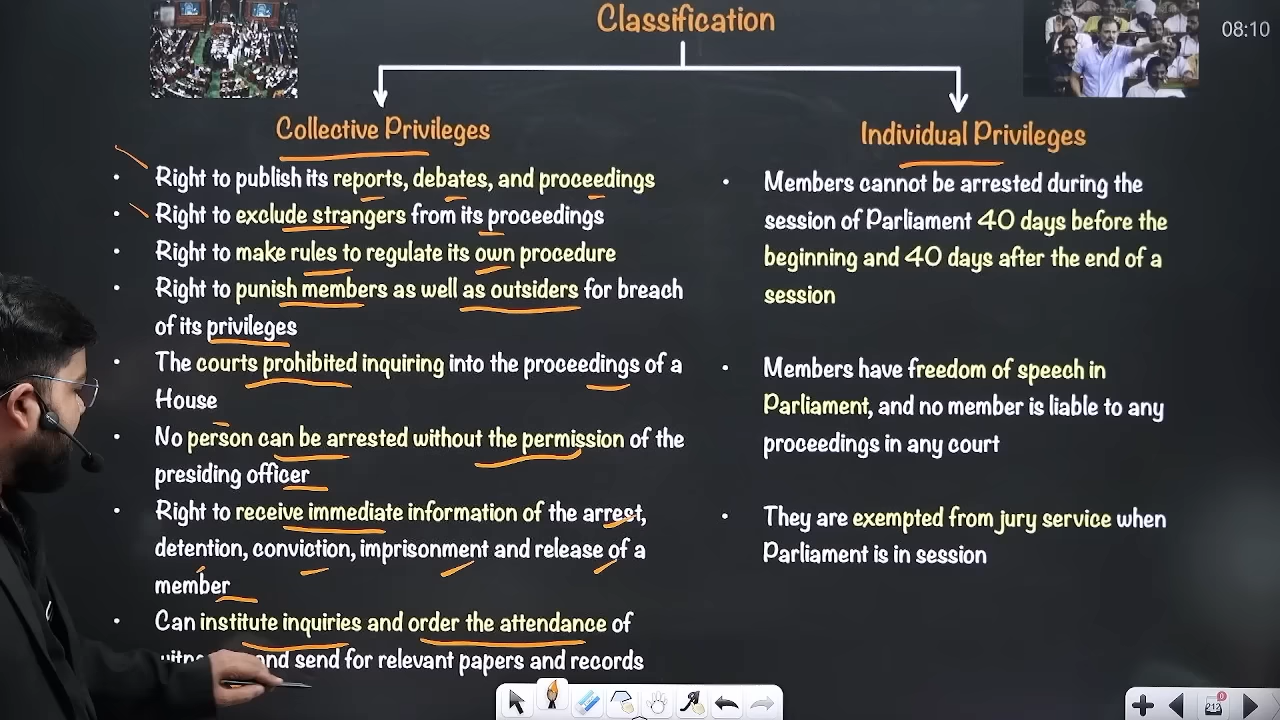 Classification
08:10
Collective Privileges
• Right to publish its reports, debates, and proceedings
• Right to exclude strangers from its proceedings
• Right to make rules to regulate its own procedure
• Right to punish members as well as outsiders for breach
of its privileges
• The courts prohibited inquiring into the proceedings of a
House
• No person can be arrested without the permission of the
presiding officer
• Right to receive immediate information of the arrest,
detention, conviction, imprisonment and release of a
member
• Can institute inquiries and order the attendance of
and send for relevant papers and records
Individual Privileges
• Members cannot be arrested during the
session of Parliament 40 days before the
beginning and 40 days after the end of a
session
• Members have freedom of speech in
Parliament, and no member is liable to any
proceedings in any court
• They are exempted from jury service when
Parliament is in session
213
0